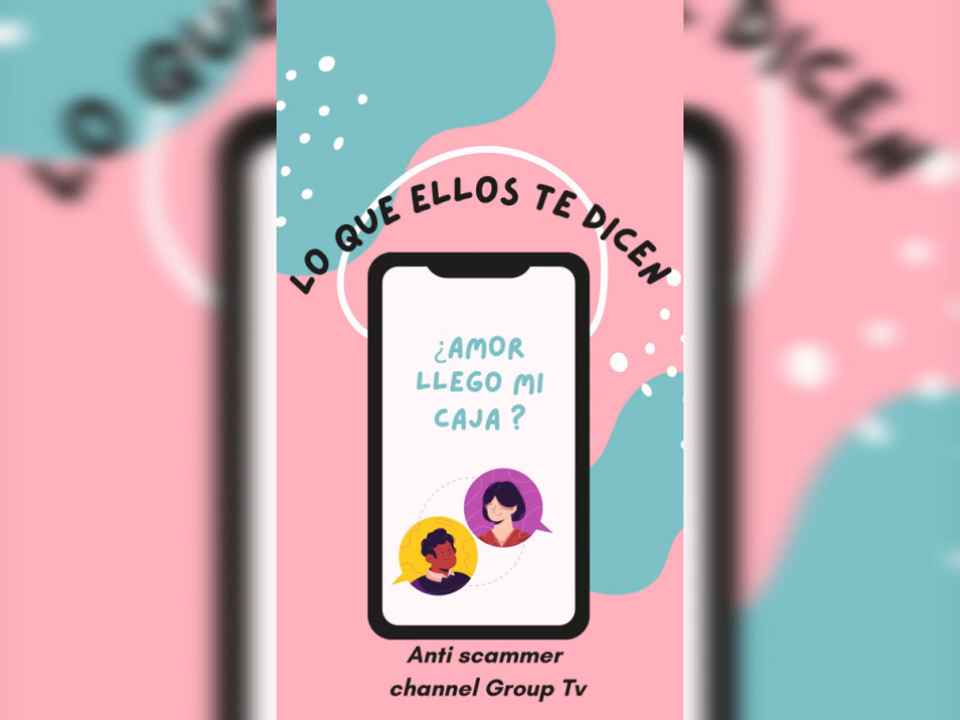 LO QUE ELLOS TE DICEN
¿AMOR
LLEGO MI
CAJA ?
Anti scammer
channel Group Tv